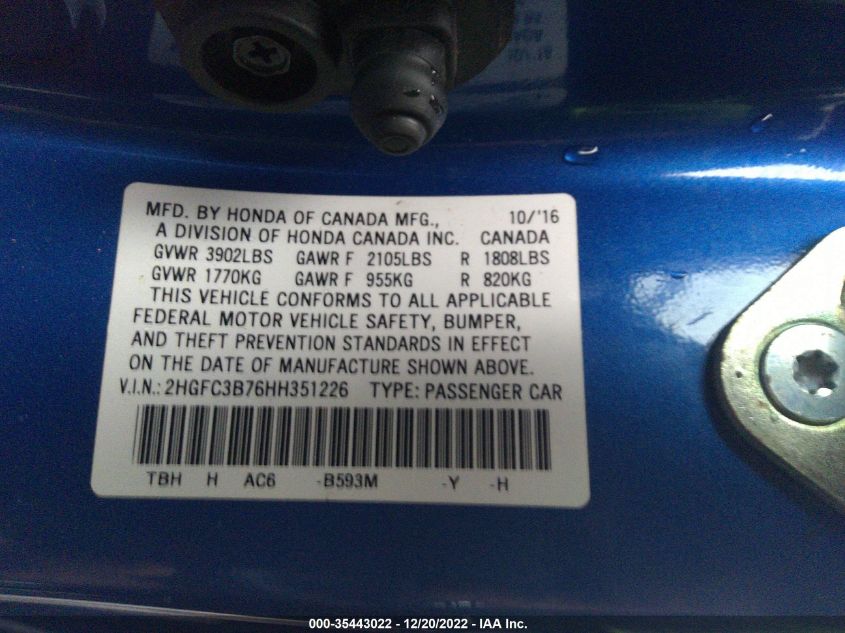 MFD. BY HONDA OF CANADA MFG., 10/'16
A DIVISION OF HONDA CANADA INC. CANADA
GVWR 3902LBS GAWR F 2105LBS R 1808LBS
GVWR 1770KG GAWR F 955KG R 820KG
THIS VEHICLE CONFORMS TO ALL APPLICABLE
FEDERAL MOTOR VEHICLE SAFETY, BUMPER,
AND THEFT PREVENTION STANDARDS IN EFFECT
ON THE DATE OF MANUFACTURE SHOWN ABOVE.
V.I.N.: 2HGFC3B76HH351226 TYPE: PASSENGER CAR
TBH H AC6 -B593M -Y -H
000-35443022 - 12/20/2022 - IAA Inc.